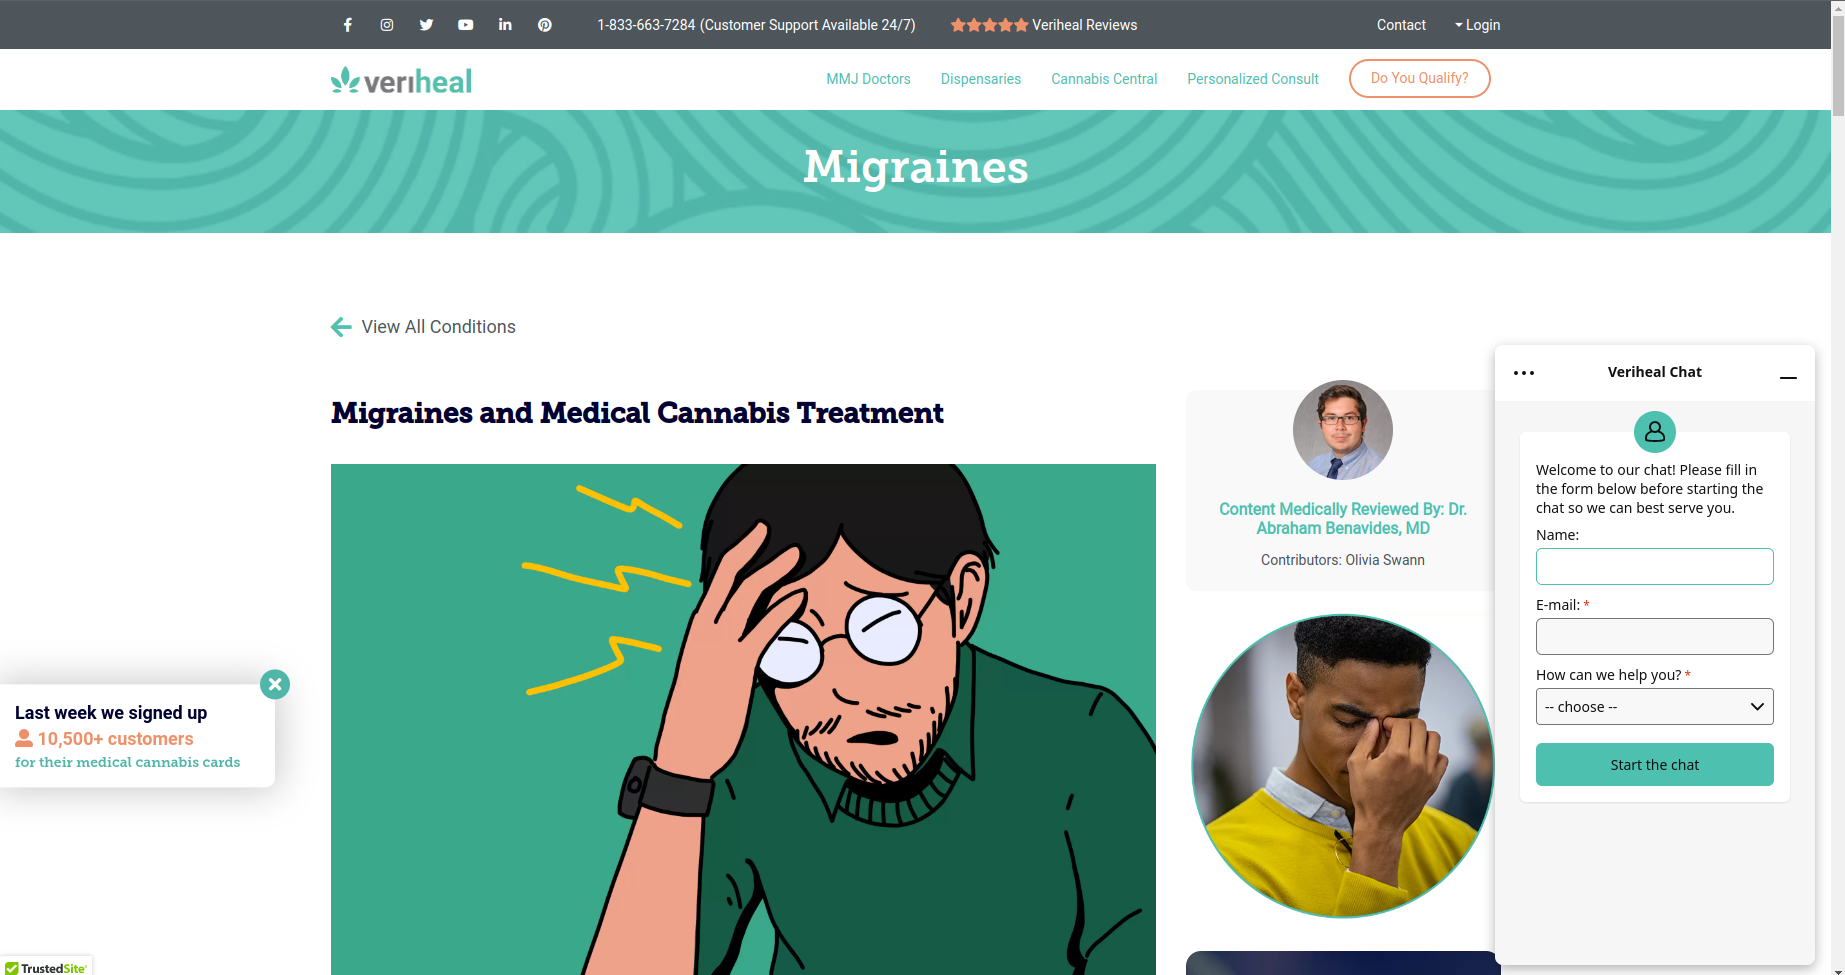 1-833-663-7284 (Customer Support Available 24/7)
Veriheal Reviews
Contact
Login
veriheal
MMJ Doctors
Dispensaries
Cannabis Central
Personalized Consult
Do You Qualify?
Migraines
View All Conditions
Migraines and Medical Cannabis Treatment
Content Medically Reviewed By: Dr.
Abraham Benavides, MD
Contributors: Olivia Swann
Last week we signed up
10,500+ customers
for their medical cannabis cards
TrustedSite
Veriheal Chat
Welcome to our chat! Please fill in
the form below before starting the
chat so we can best serve you.
Name:
E-mail: *
How can we help you? *
-- choose --
Start the chat